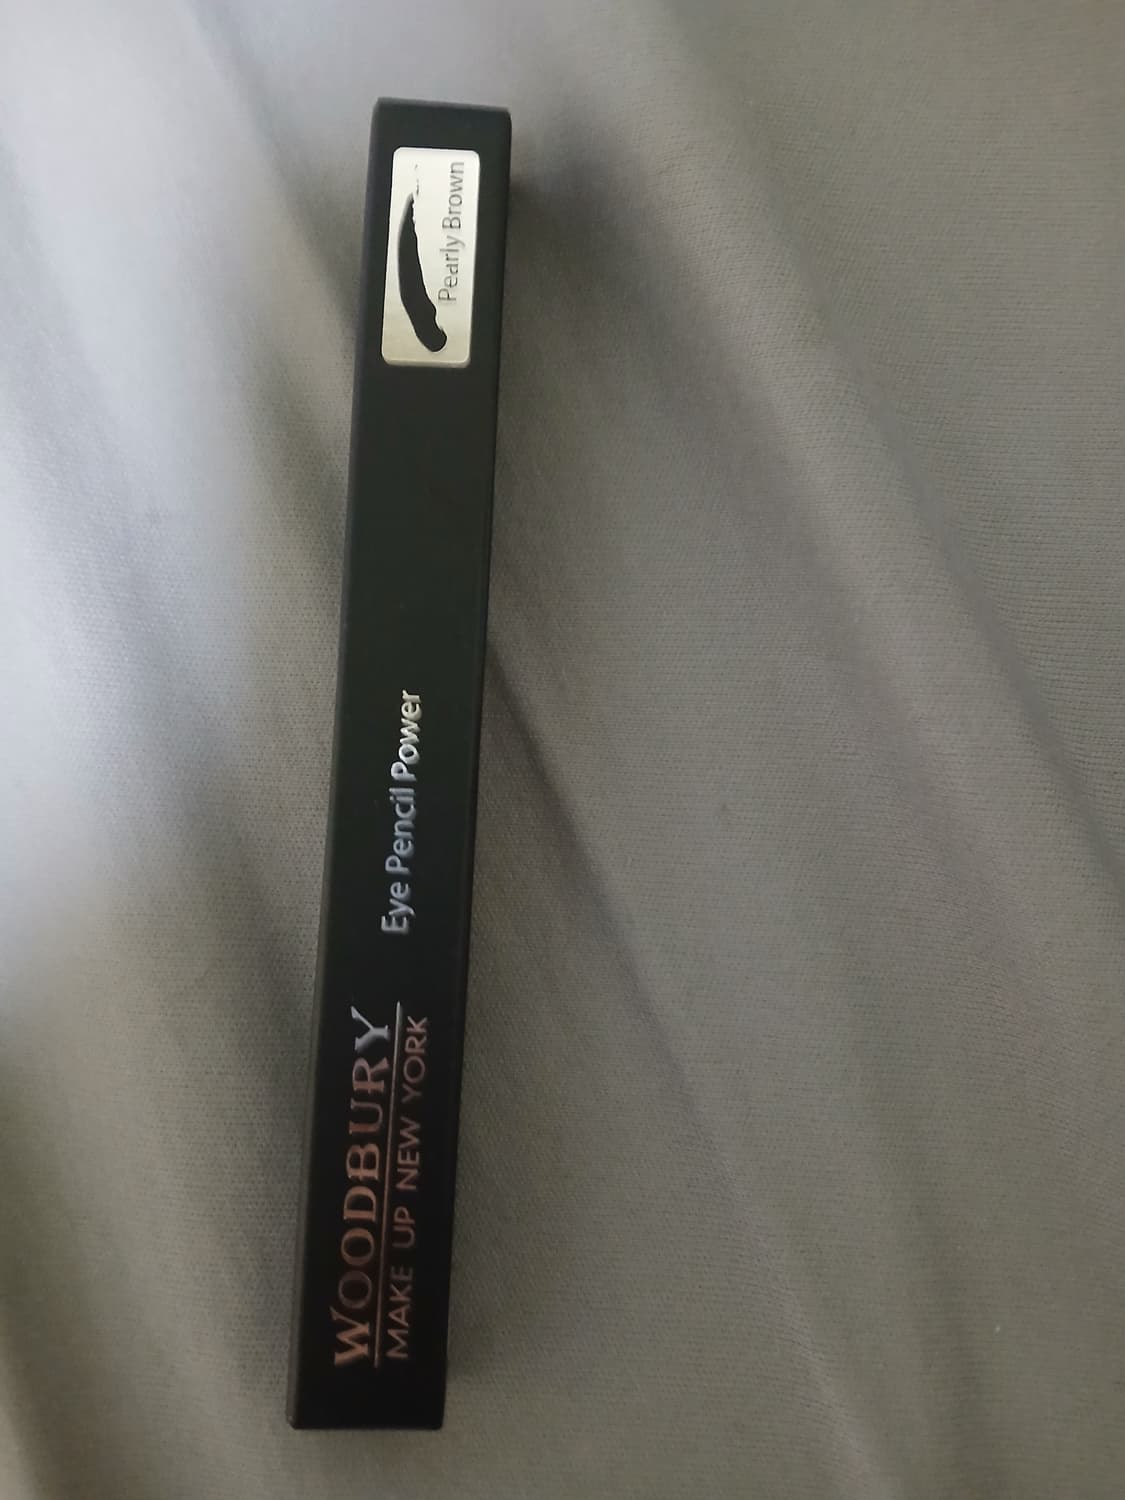 WOODBURY
MAKE UP NEW YORK
Eye Pencil Power
Pearly Brown